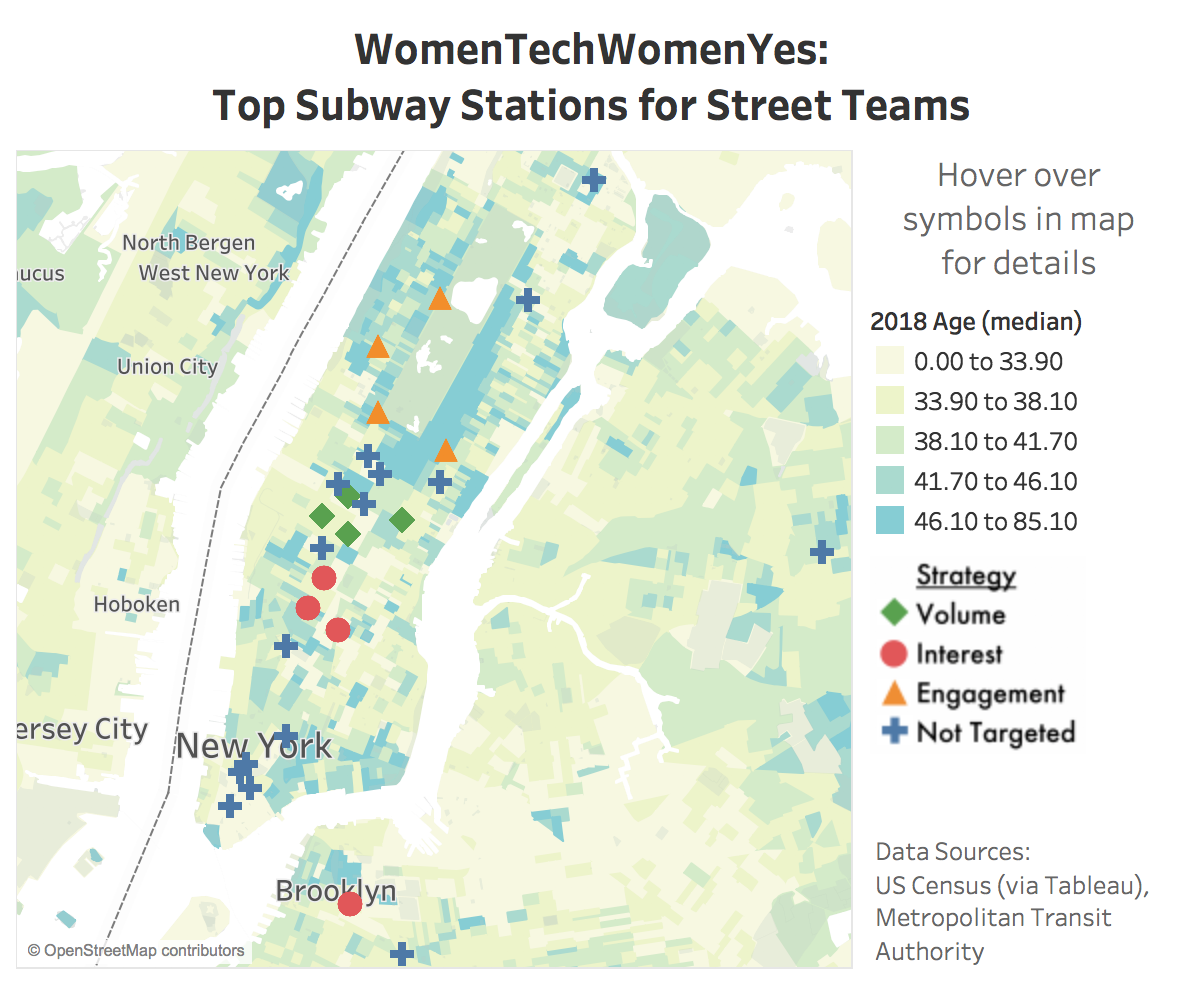 WomenTechWomenYes:
Top Subway Stations for Street Teams
Hover over
symbols in map
for details
North Bergen
West New York
ucus
Union City
Hoboken
ersey City
New York
Brooklyn
© OpenStreetMap contributors
2018 Age (median)
0.00 to 33.90
33.90 to 38.10
38.10 to 41.70
41.70 to 46.10
46.10 to 85.10
Strategy
Volume
Interest
Engagement
Not Targeted
Data Sources:
US Census (via Tableau),
Metropolitan Transit
Authority